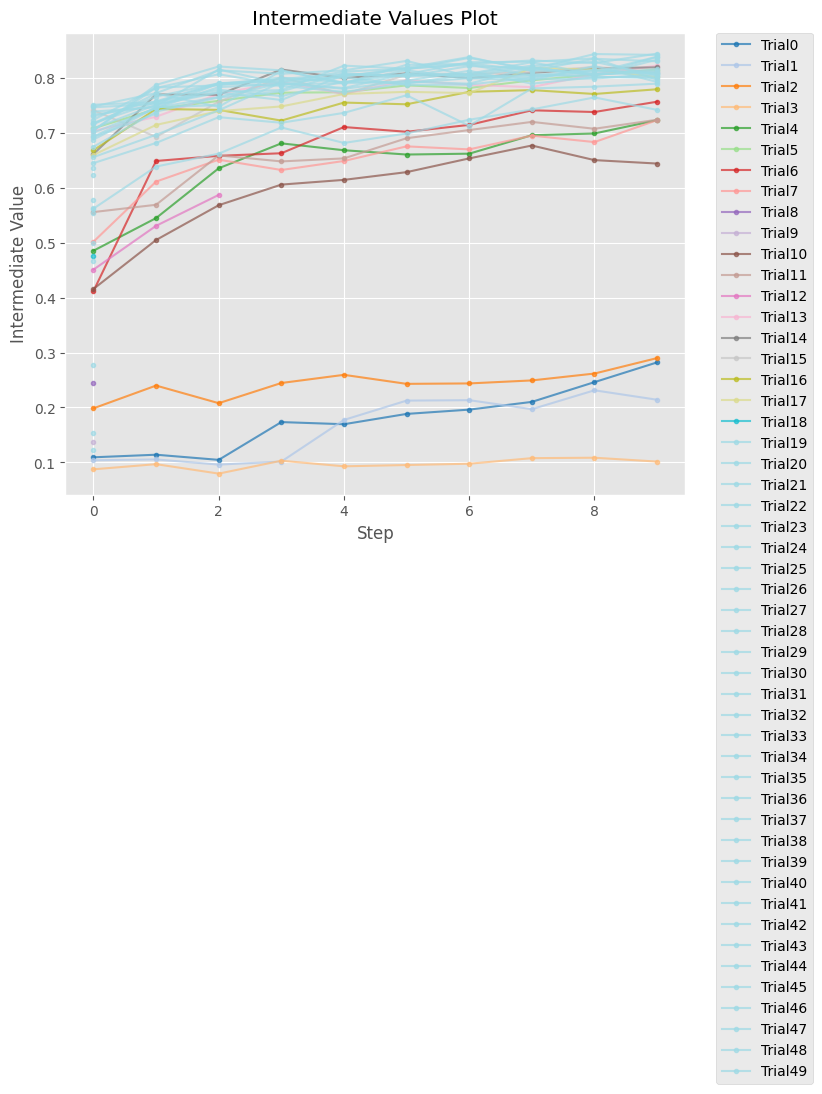 Intermediate Values Plot
Intermediate Value
0.8
0.7
0.6
0.5
0.4
0.3
0.2
0.1
0 2 4 6 8
Step
Trial0
Trial1
Trial2
Trial3
Trial4
Trial5
Trial6
Trial7
Trial8
Trial9
Trial10
Trial11
Trial12
Trial13
Trial14
Trial15
Trial16
Trial17
Trial18
Trial19
Trial20
Trial21
Trial22
Trial23
Trial24
Trial25
Trial26
Trial27
Trial28
Trial29
Trial30
Trial31
Trial32
Trial33
Trial34
Trial35
Trial36
Trial37
Trial38
Trial39
Trial40
Trial41
Trial42
Trial43
Trial44
Trial45
Trial46
Trial47
Trial48
Trial49